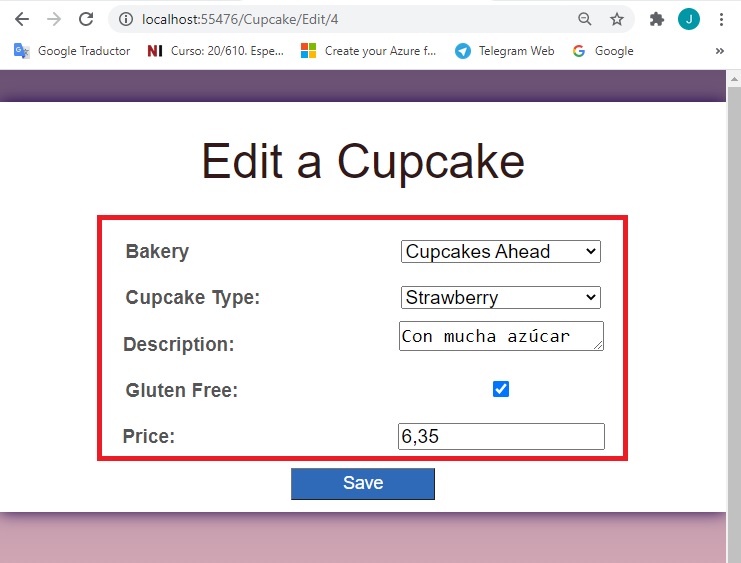 localhost:55476/Cupcake/Edit/4
J
Google Traductor NI Curso: 20/610. Espe... Create your Azure f... Telegram Web G Google »
Edit a Cupcake
Bakery Cupcakes Ahead
Cupcake Type: Strawberry
Description: Con mucha azúcar
Gluten Free:
Price: 6,35
Save